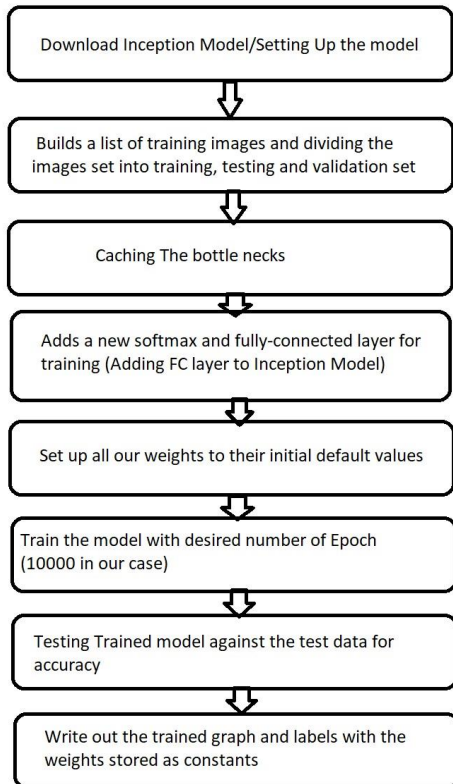 Download Inception Model/Setting Up the model
Builds a list of training images and dividing the
images set into training, testing and validation set
Caching The bottle necks
Adds a new softmax and fully-connected layer for
training (Adding FC layer to Inception Model)
Set up all our weights to their initial default values
Train the model with desired number of Epoch
(10000 in our case)
Testing Trained model against the test data for
accuracy
Write out the trained graph and labels with the
weights stored as constants